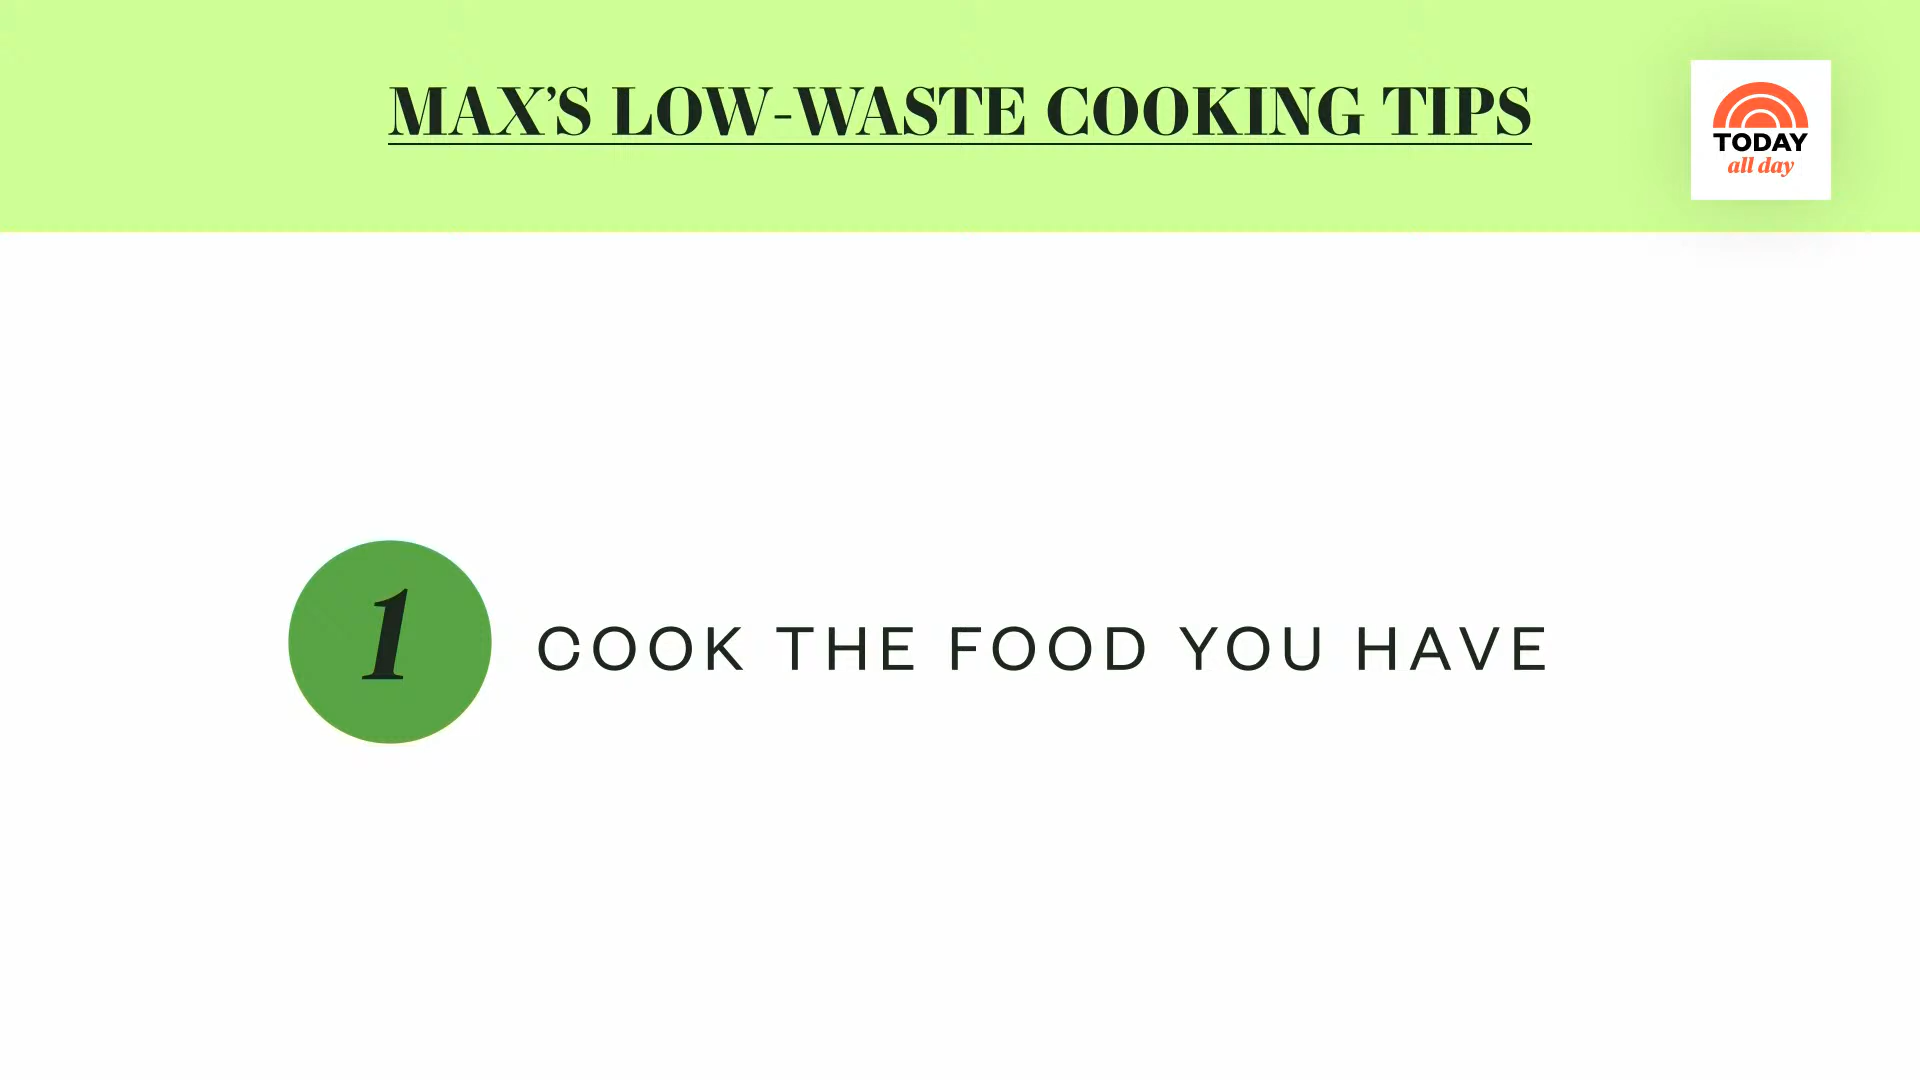 MAX’S LOW-WASTE COOKING TIPS
TODAY
all day
1
COOK THE FOOD YOU HAVE